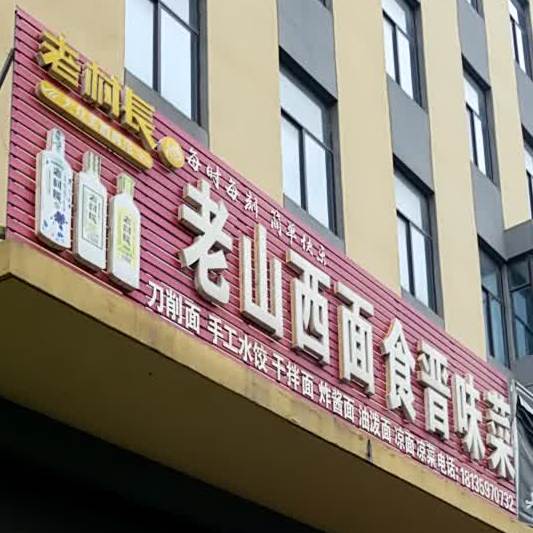 老村長
每时每刻 简单快乐
老山西面食晋味菜
刀削面 手工水饺 干拌面 炸酱面 油泼面 凉面 凉菜 电话:18135970732